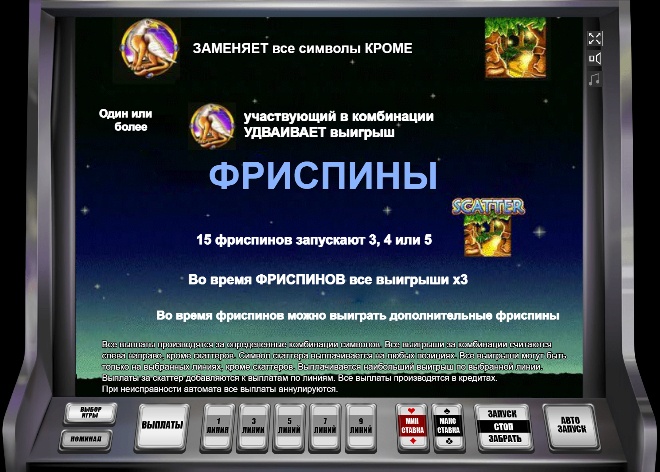 ЗАМЕНЯЕТ все символы КРОМЕ
Один или
более
участвующий в комбинации
УДВАИВАЕТ выигрыш
ФРИСПИНЫ
SCATTER
15 фриспинов запускают 3, 4 или 5
Во время ФРИСПИНОВ все выигрыши x3
Во время фриспинов можно выиграть дополнительные фриспины
Все выплаты производятся за определенные комбинации символов. Все выигрыши за комбинации считаются
слева направо, кроме скаттеров. Символ скаттера выплачивается на любых позициях. Все выигрыши могут быть
только на выбранных линиях, кроме скаттеров. Выплачивается наибольший выигрыш по выбранной линии.
Выплаты за скаттер добавляются к выплатам по линиям. Все выплаты производятся в кредитах.
При неисправности автомата все выплаты аннулируются.
ВЫБОР
ИГРЫ
НОМИНАЛ
ВЫПЛАТЫ
1
ЛИНИЯ
3
ЛИНИИ
5
ЛИНИЙ
7
ЛИНИЙ
9
ЛИНИЙ
МИН
СТАВКА
МАКС
СТАВКА
ЗАПУСК
СТОП
ЗАБРАТЬ
АВТО
ЗАПУСК